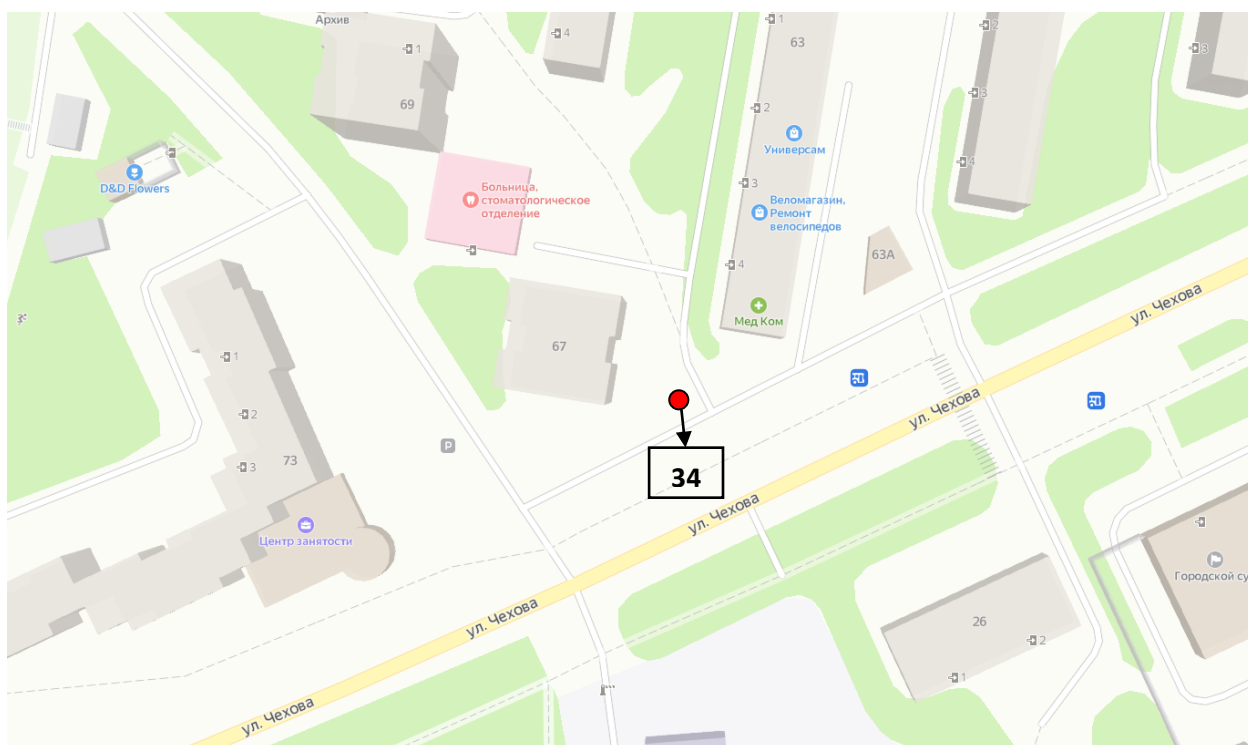 Архив
1
4
1
63
2
3
69
2
3
Универсам
4
D&D Flowers
Больница,
стоматологическое
отделение
3
Веломагазин,
Ремонт
велосипедов
63А
4
Мед Ком
ул. Чехова
67
1
2
3
73
P
ул. Чехова
34
ул. Чехова
Центр занятости
Городской су
ул. Чехова
26
2
1
ул. Чехова